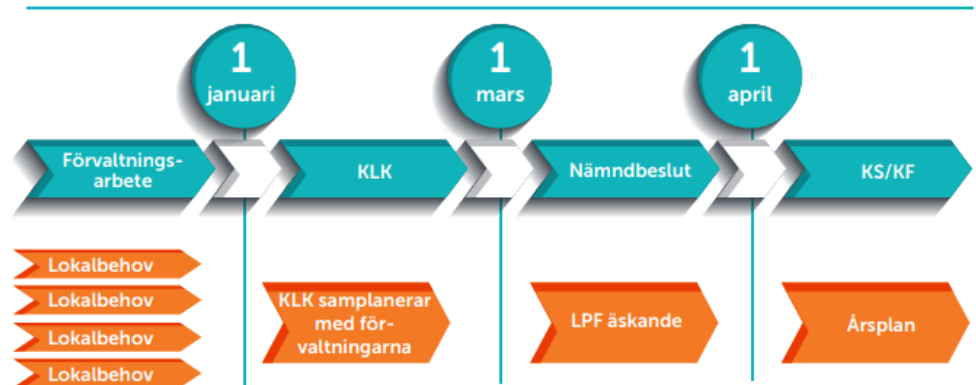 1
januari
1
mars
1
april
Förvaltnings-
arbete
KLK
Nämndbeslut
KS/KF
Lokalbehov
Lokalbehov
Lokalbehov
Lokalbehov
KLK samplanerar
med för-
valtningarna
LPF äskande
Årsplan